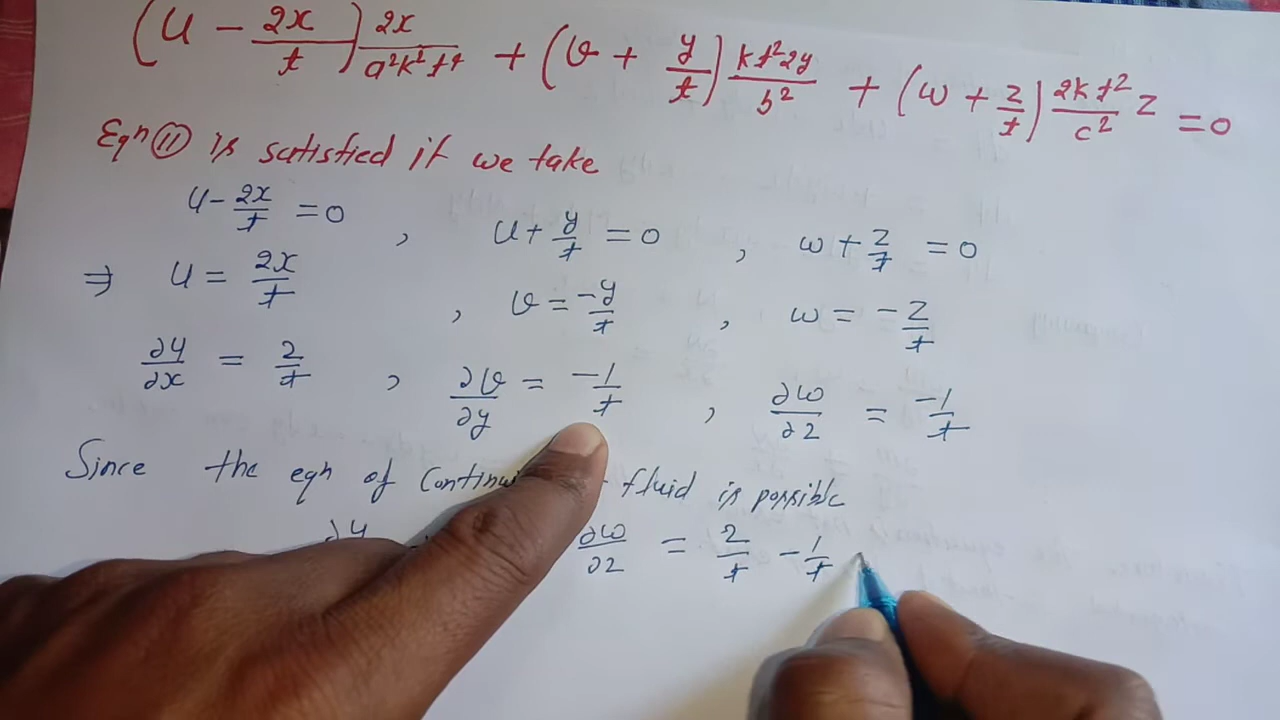 (u - 2x/t) 2x/a²k²t⁴ + (v + y/t) kt²2y/b² + (w + z/t) 2kt²/c² z = 0
Eqn (11) is satisfied if we take
u - 2x/t = 0 , u + y/t = 0 , w + z/t = 0
⇒ u = 2x/t , v = -y/t , w = -z/t
∂u/∂x = 2/t , ∂v/∂y = -1/t , ∂w/∂z = -1/t
Since the eqn of fluid is possible
∂u ∂w/∂z = 2/t - 1/t